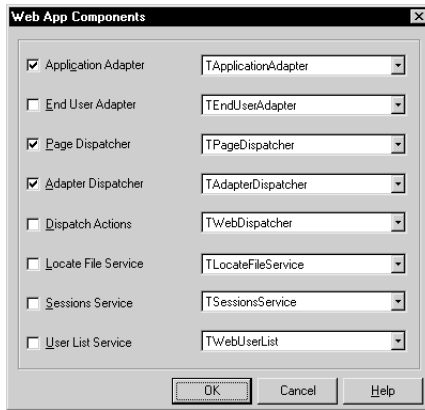 Web App Components
Application Adapter TApplicationAdapter
End User Adapter TEndUserAdapter
Page Dispatcher TPageDispatcher
Adapter Dispatcher TAdapterDispatcher
Dispatch Actions TWebDispatcher
Locate File Service TLocateFileService
Sessions Service TSessionsService
User List Service TWebUserList
OK Cancel Help